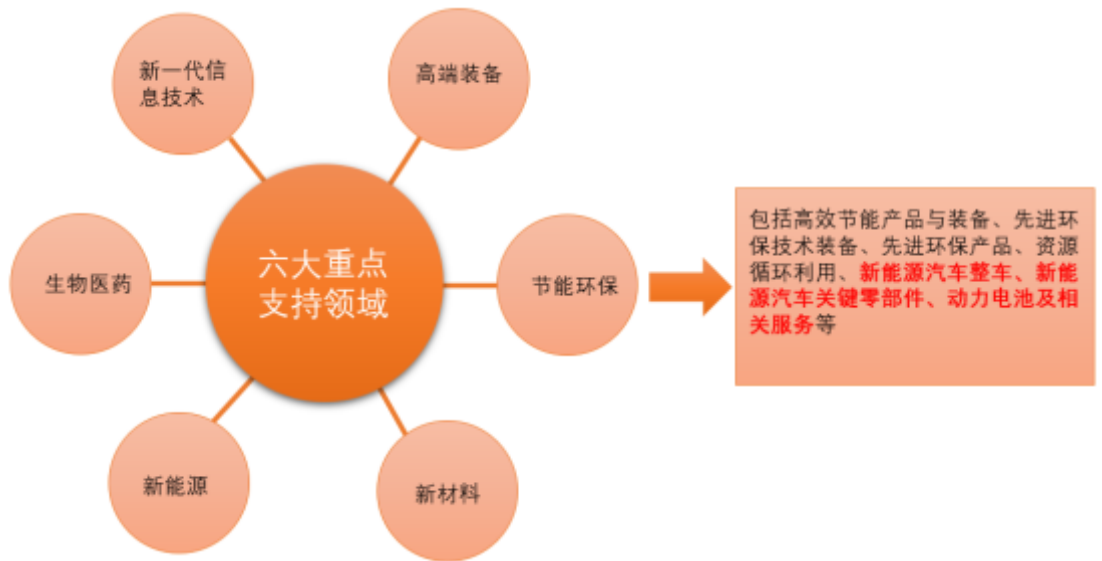 新一代信
息技术
高端装备
生物医药
六大重点
支持领域
节能环保
新能源
新材料
包括高效节能产品与装备、先进环
保技术装备、先进环保产品、资源
循环利用、新能源汽车整车、新能
源汽车关键零部件、动力电池及相
关服务等